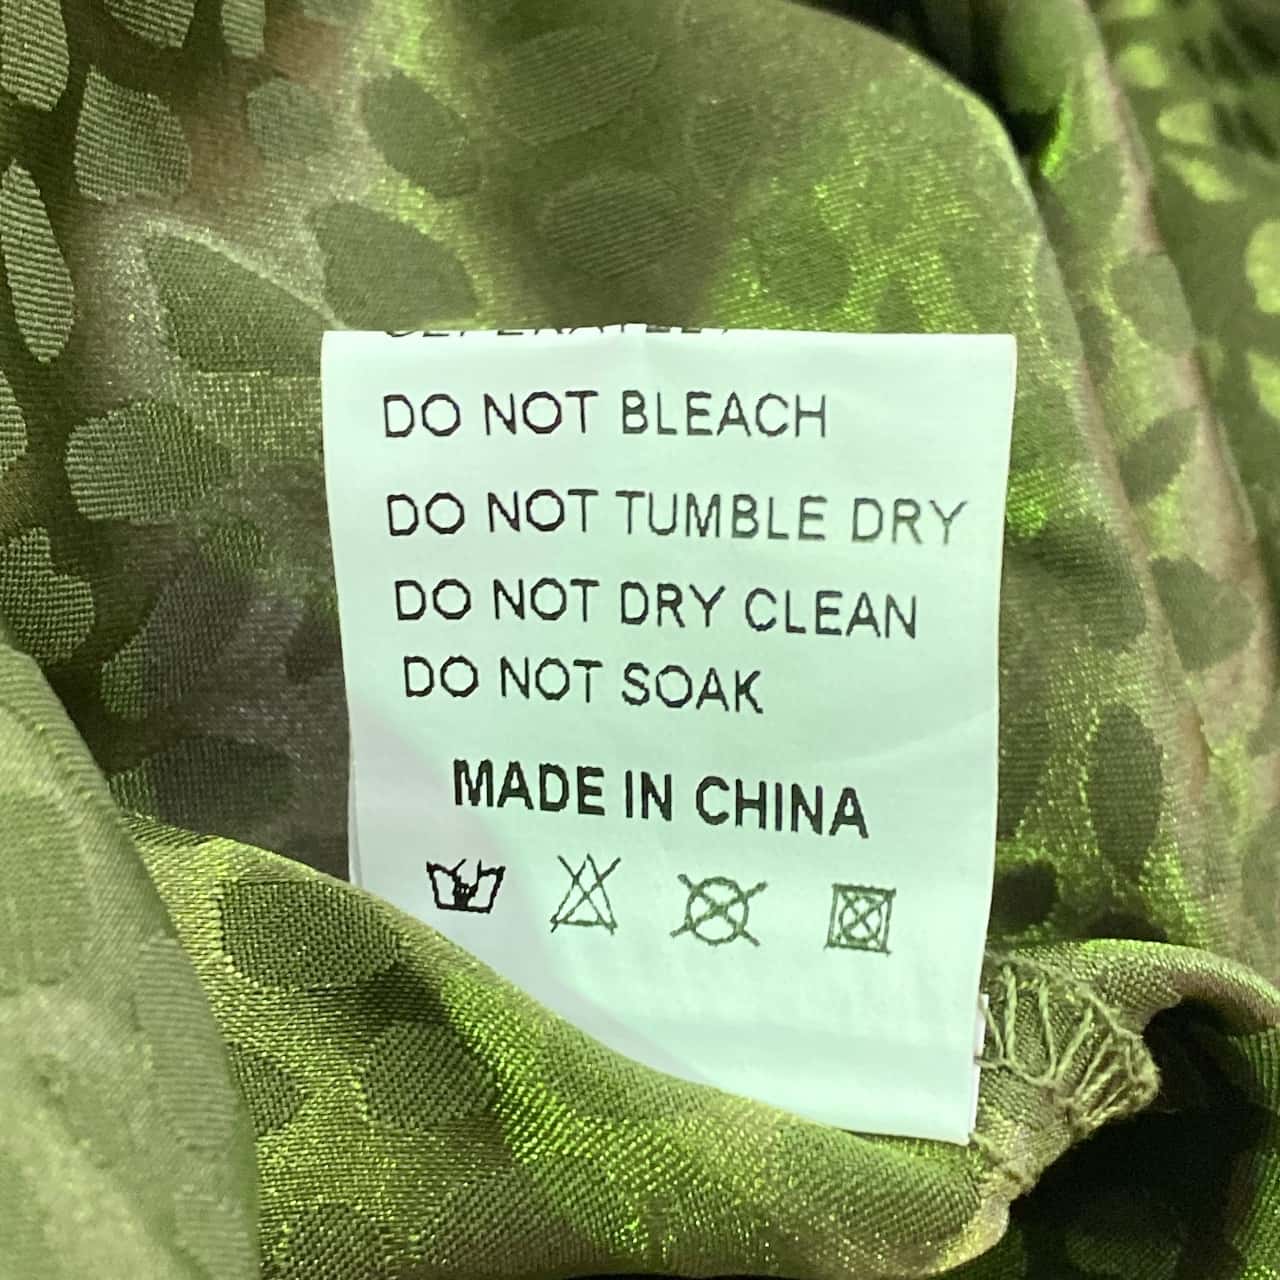 DO NOT BLEACH
DO NOT TUMBLE DRY
DO NOT DRY CLEAN
DO NOT SOAK
MADE IN CHINA